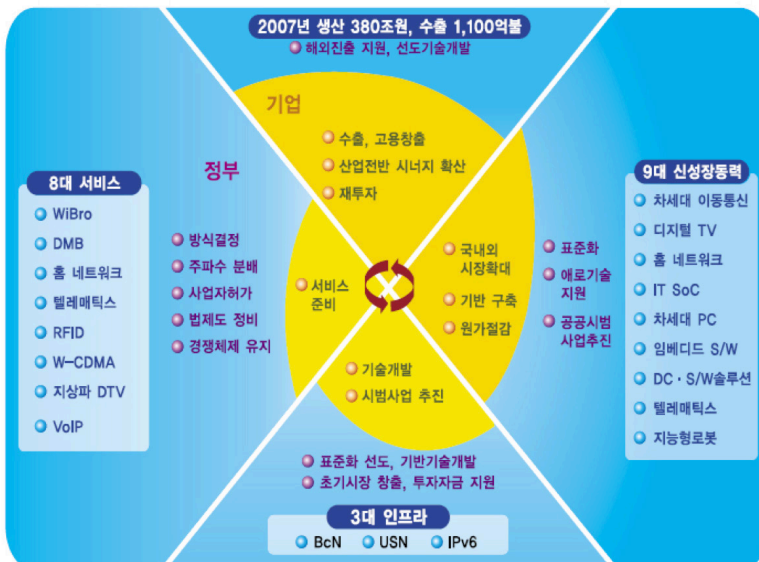 2007년 생산 380조원, 수출 1,100억불
해외진출 지원, 선도기술개발
기업
수출, 고용창출
산업전반 시너지 확산
재투자
정부
8대 서비스
WiBro
DMB
홈 네트워크
텔레매틱스
RFID
W-CDMA
지상파 DTV
VoIP
방식결정
주파수 분배
사업자허가
법제도 정비
경쟁체제 유지
서비스
준비
국내외
시장확대
기반 구축
원가절감
표준화
애로기술
지원
공공시범
사업추진
9대 신성장동력
차세대 이동통신
디지털 TV
홈 네트워크
IT SoC
차세대 PC
임베디드 S/W
DC·S/W솔루션
텔레매틱스
지능형로봇
기술개발
시범사업 추진
표준화 선도, 기반기술개발
초기시장 창출, 투자자금 지원
3대 인프라
BcN
USN
IPv6